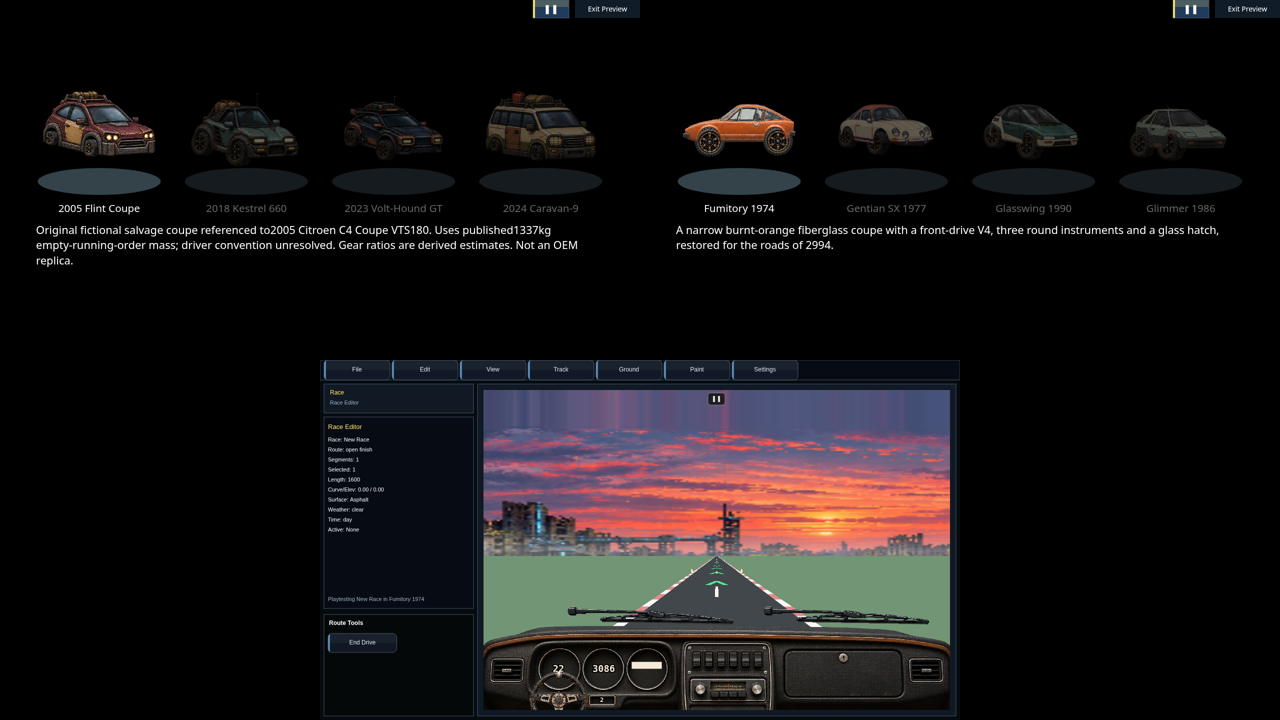 Exit Preview
Exit Preview
2005 Flint Coupe
2018 Kestrel 660
2023 Volt-Hound GT
2024 Caravan-9
Original fictional salvage coupe referenced to2005 Citroen C4 Coupe VTS180. Uses published1337kg
empty-running-order mass; driver convention unresolved. Gear ratios are derived estimates. Not an OEM
replica.
Fumitory 1974
Gentian SX 1977
Glasswing 1990
Glimmer 1986
A narrow burnt-orange fiberglass coupe with a front-drive V4, three round instruments and a glass hatch,
restored for the roads of 2994.
File
Edit
View
Track
Ground
Paint
Settings
Race
Race Editor
Race Editor
Race: New Race
Route: open finish
Segments: 1
Selected: 1
Length: 1600
Curve/Elev: 0.00 / 0.00
Surface: Asphalt
Weather: clear
Time: day
Active: None
Playtesting New Race in Fumitory 1974
Route Tools
End Drive
22
3086
2